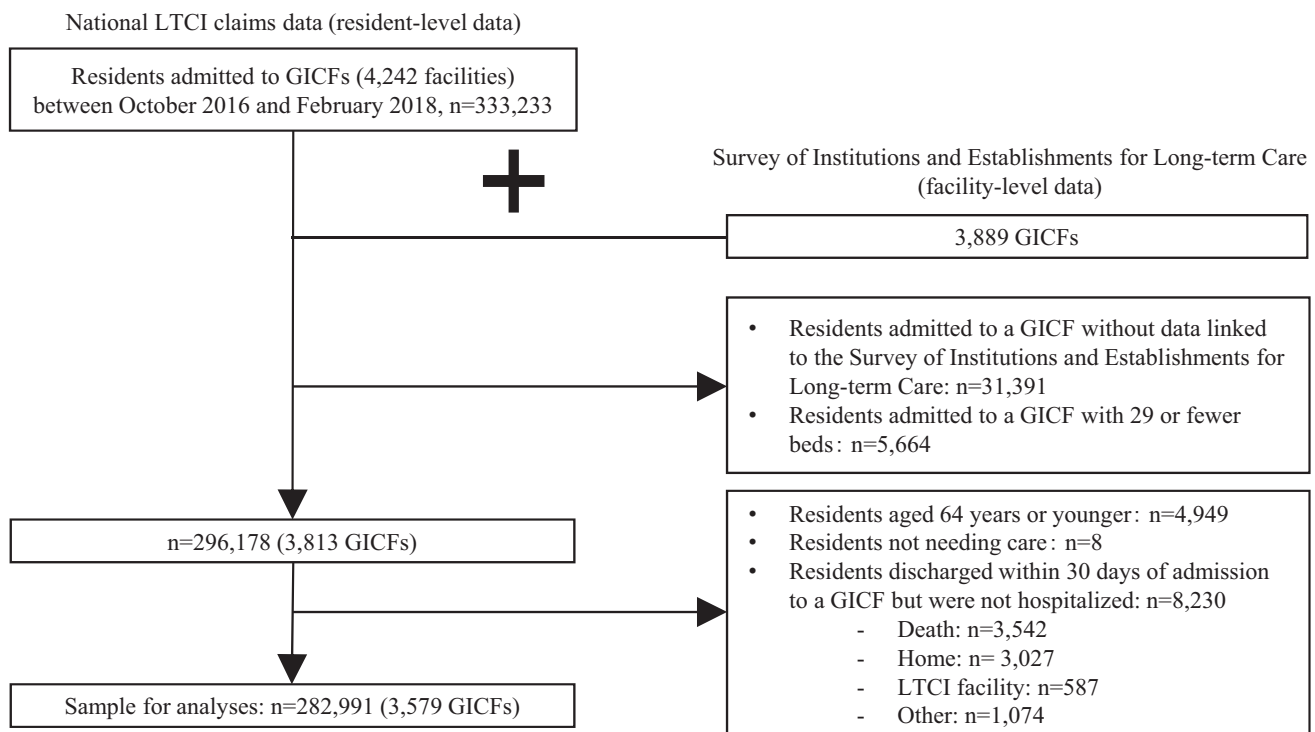 National LTCI claims data (resident-level data)
Residents admitted to GICFs (4,242 facilities)
between October 2016 and February 2018, n=333,233
Survey of Institutions and Establishments for Long-term Care
(facility-level data)
3,889 GICFs
• Residents admitted to a GICF without data linked
to the Survey of Institutions and Establishments for
Long-term Care: n=31,391
• Residents admitted to a GICF with 29 or fewer
beds: n=5,664
n=296,178 (3,813 GICFs)
• Residents aged 64 years or younger: n=4,949
• Residents not needing care: n=8
• Residents discharged within 30 days of admission
to a GICF but were not hospitalized: n=8,230
- Death: n=3,542
- Home: n= 3,027
- LTCI facility: n=587
- Other: n=1,074
Sample for analyses: n=282,991 (3,579 GICFs)